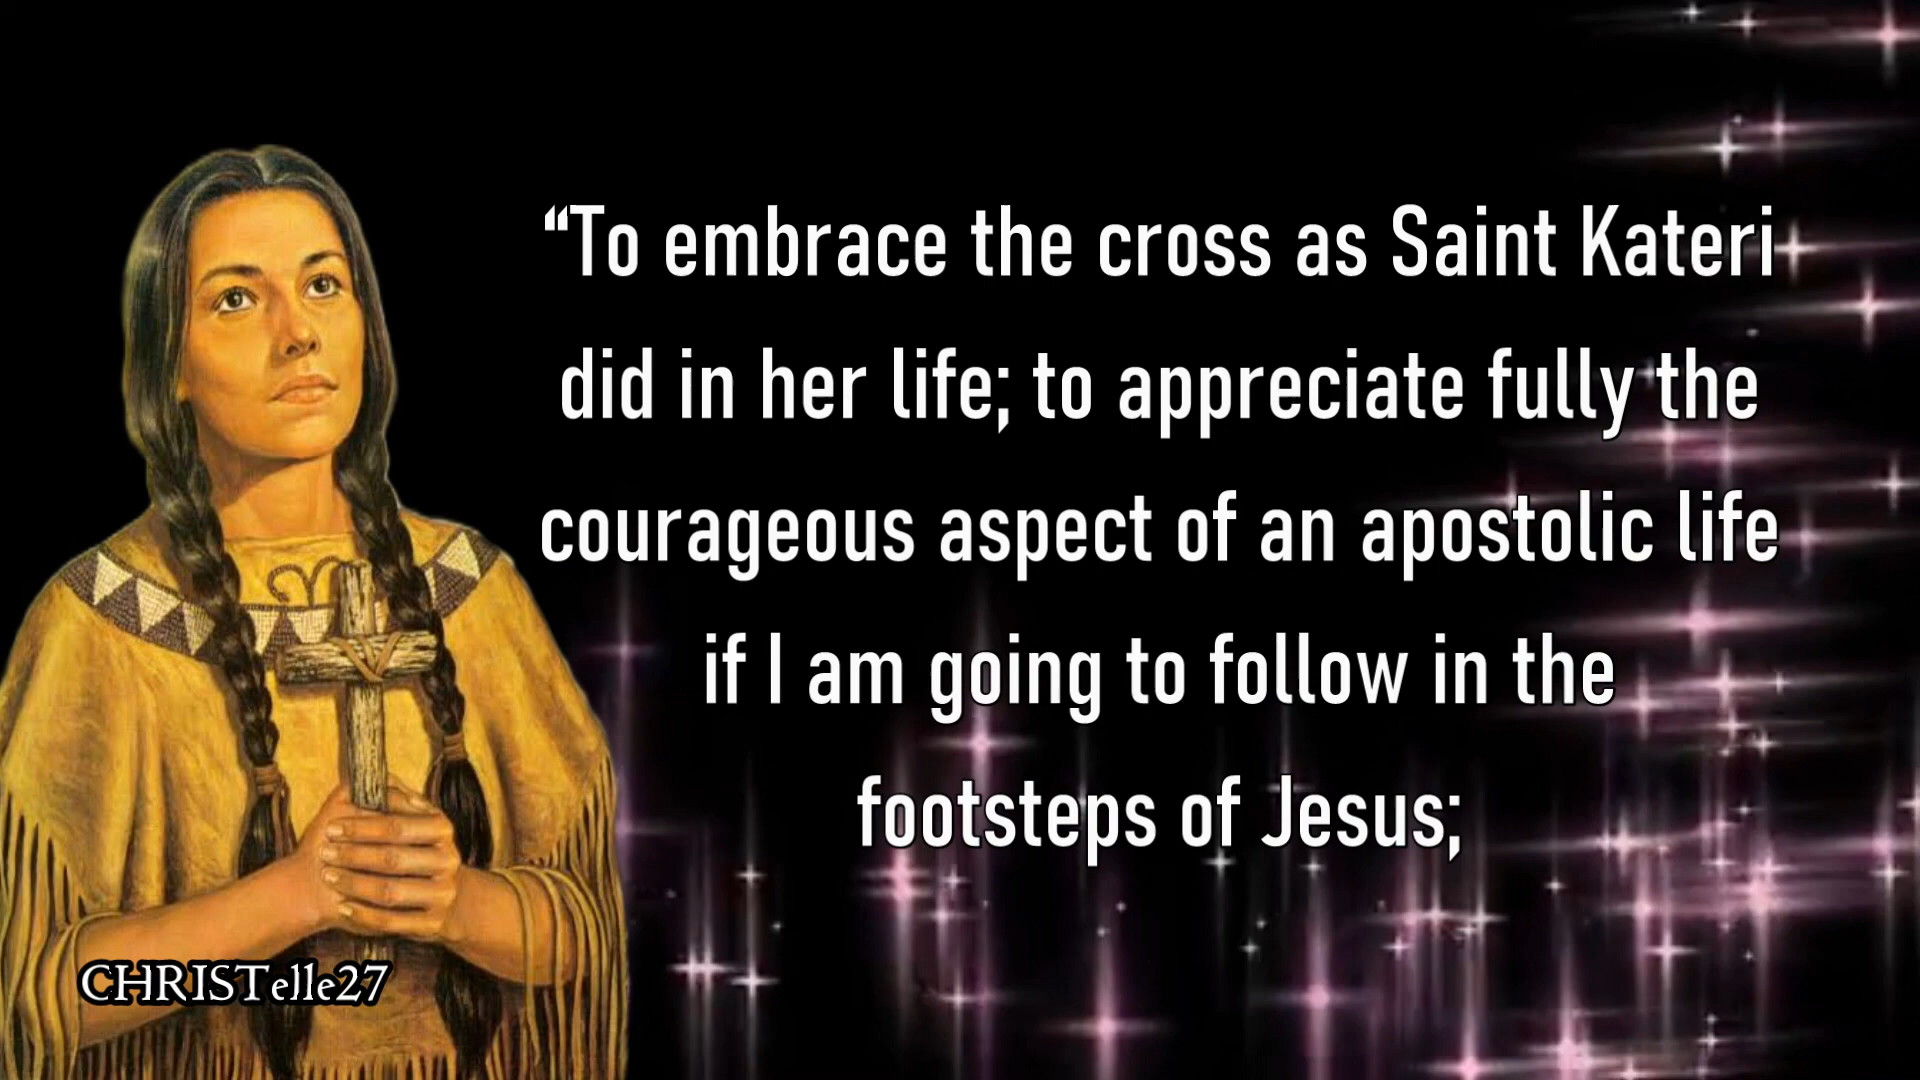 “To embrace the cross as Saint Kateri
did in her life; to appreciate fully the
courageous aspect of an apostolic life
if I am going to follow in the
footsteps of Jesus;
CHRISTelle27